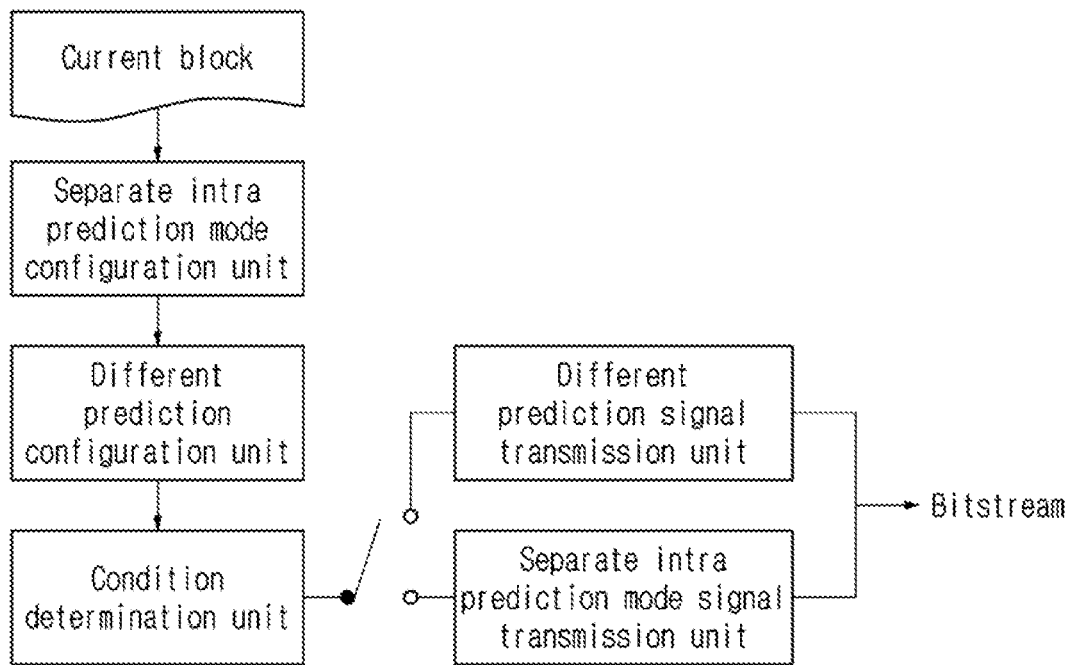 Current block
Separate intra
prediction mode
configuration unit
Different
prediction
configuration unit
Condition
determination unit
Different
prediction signal
transmission unit
Separate intra
prediction mode signal
transmission unit
Bitstream